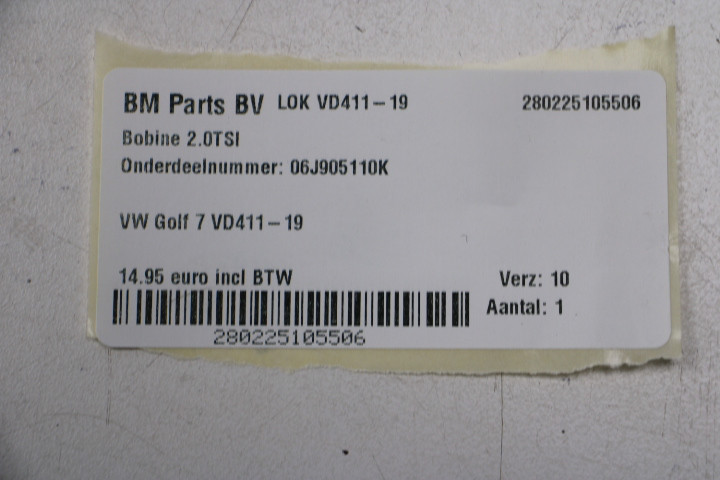 BM Parts BV LOK VD411-19 280225105506
Bobine 2.0TSI
Onderdeelnummer: 06J905110K
VW Golf 7 VD411-19
14.95 euro incl BTW Verz: 10
Aantal: 1
280225105506